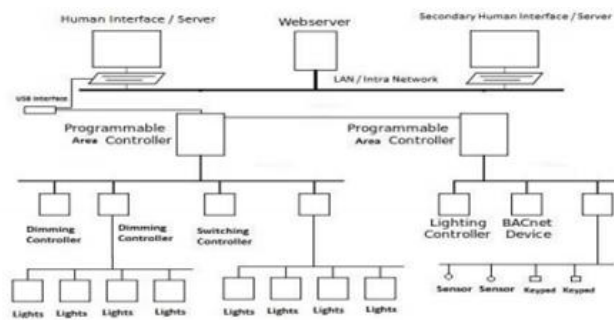 Human Interface / Server
Webserver
Secondary Human Interface / Server
LAN / Intra Network
USB Interface
Programmable
Area Controller
Programmable
Area Controller
Dimming
Controller
Dimming
Controller
Switching
Controller
Lighting
Controller
BACnet
Device
Sensor
Sensor
Keyped
Keyped
Lights
Lights
Lights
Lights
Lights
Lights
Lights
Lights